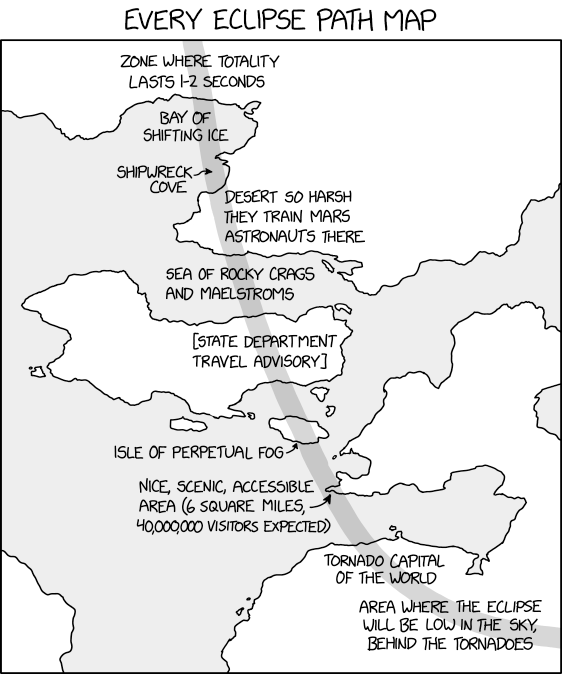 EVERY ECLIPSE PATH MAP
ZONE WHERE TOTALITY
LASTS 1-2 SECONDS
BAY OF
SHIFTING ICE
SHIPWRECK
COVE
DESERT SO HARSH
THEY TRAIN MARS
ASTRONAUTS THERE
SEA OF ROCKY CRAGS
AND MAELSTROMS
[STATE DEPARTMENT
TRAVEL ADVISORY]
ISLE OF PERPETUAL FOG
NICE, SCENIC, ACCESSIBLE
AREA (6 SQUARE MILES,
40,000,000 VISITORS EXPECTED)
TORNADO CAPITAL
OF THE WORLD
AREA WHERE THE ECLIPSE
WILL BE LOW IN THE SKY,
BEHIND THE TORNADOES